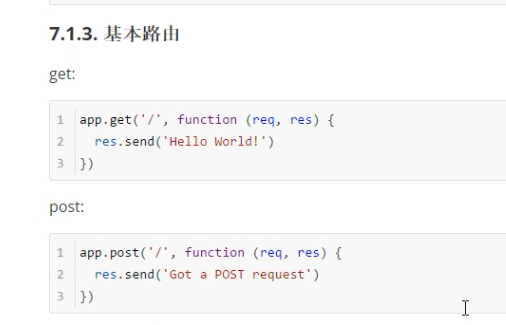 7.1.3. 基本路由
get:
1 app.get('/', function (req, res) {
2   res.send('Hello World!')
3 })
post:
1 app.post('/', function (req, res) {
2   res.send('Got a POST request')
3 })